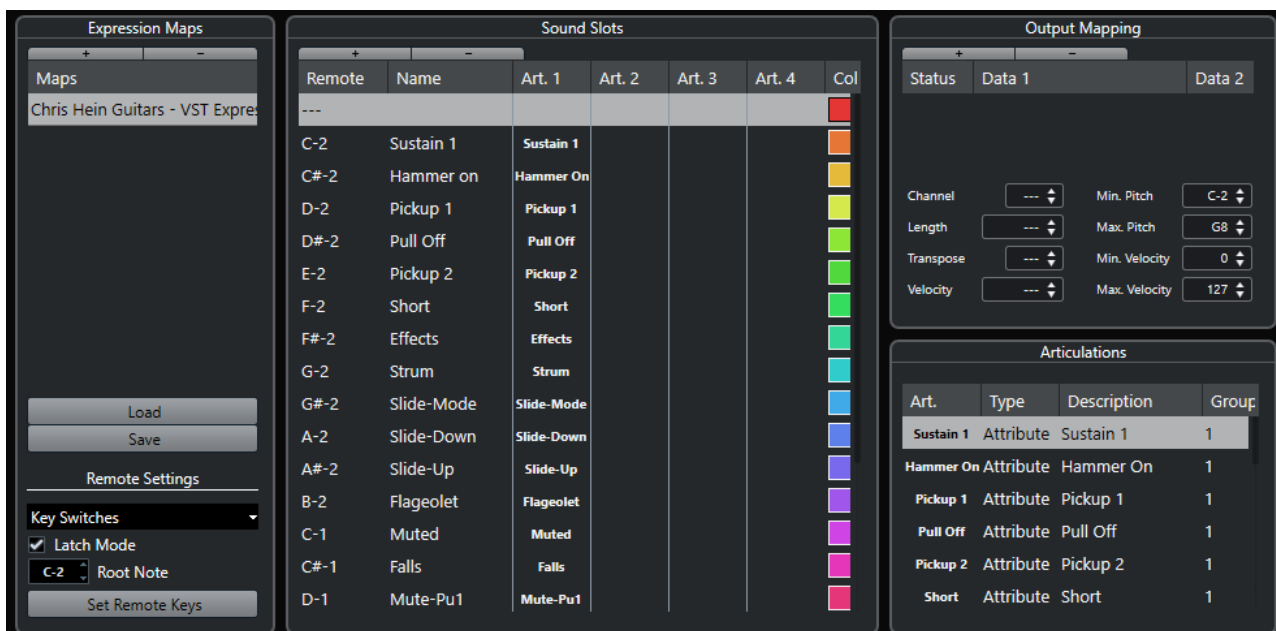 Expression Maps
+ −
Maps
Chris Hein Guitars - VST Expre
Load
Save
Remote Settings
Key Switches
Latch Mode
C-2 Root Note
Set Remote Keys
Sound Slots
+ −
Remote Name Art. 1 Art. 2 Art. 3 Art. 4 Col
---
C-2 Sustain 1 Sustain 1
C#-2 Hammer on Hammer On
D-2 Pickup 1 Pickup 1
D#-2 Pull Off Pull Off
E-2 Pickup 2 Pickup 2
F-2 Short Short
F#-2 Effects Effects
G-2 Strum Strum
G#-2 Slide-Mode Slide-Mode
A-2 Slide-Down Slide-Down
A#-2 Slide-Up Slide-Up
B-2 Flageolet Flageolet
C-1 Muted Muted
C#-1 Falls Falls
D-1 Mute-Pu1 Mute-Pu1
Output Mapping
+ −
Status Data 1 Data 2
Channel --- Min. Pitch C-2
Length --- Max. Pitch G8
Transpose --- Min. Velocity 0
Velocity --- Max. Velocity 127
Articulations
Art. Type Description Group
Sustain 1 Attribute Sustain 1 1
Hammer On Attribute Hammer On 1
Pickup 1 Attribute Pickup 1 1
Pull Off Attribute Pull Off 1
Pickup 2 Attribute Pickup 2 1
Short Attribute Short 1